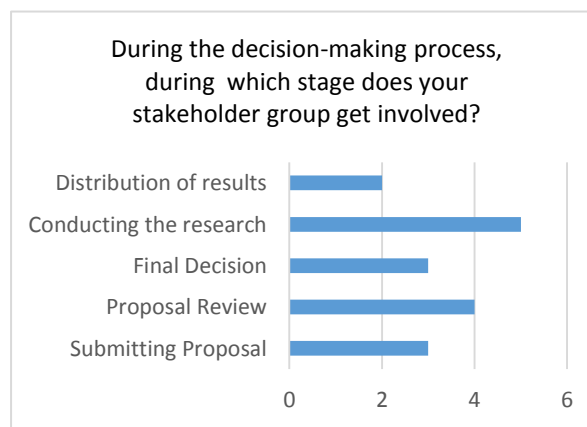 During the decision-making process,
during which stage does your
stakeholder group get involved?
Distribution of results
Conducting the research
Final Decision
Proposal Review
Submitting Proposal
0 2 4 6